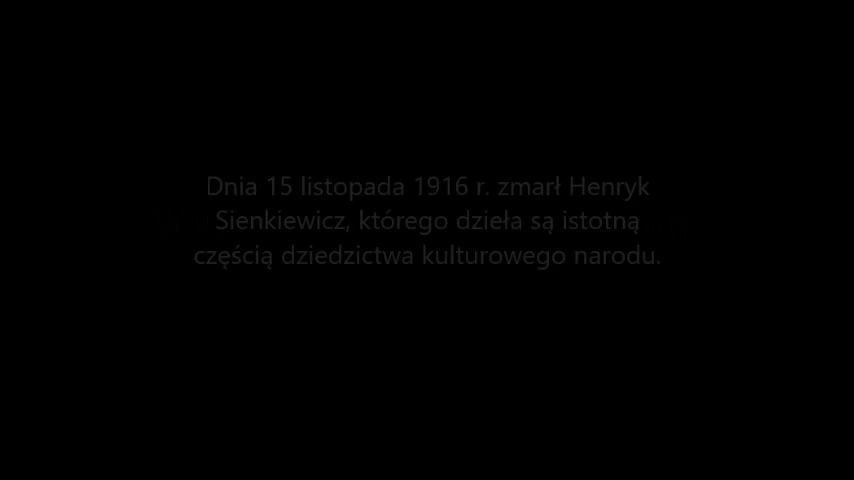 Dnia 15 listopada 1916 r. zmarł Henryk
Sienkiewicz, którego dzieła są istotną
częścią dziedzictwa kulturowego narodu.